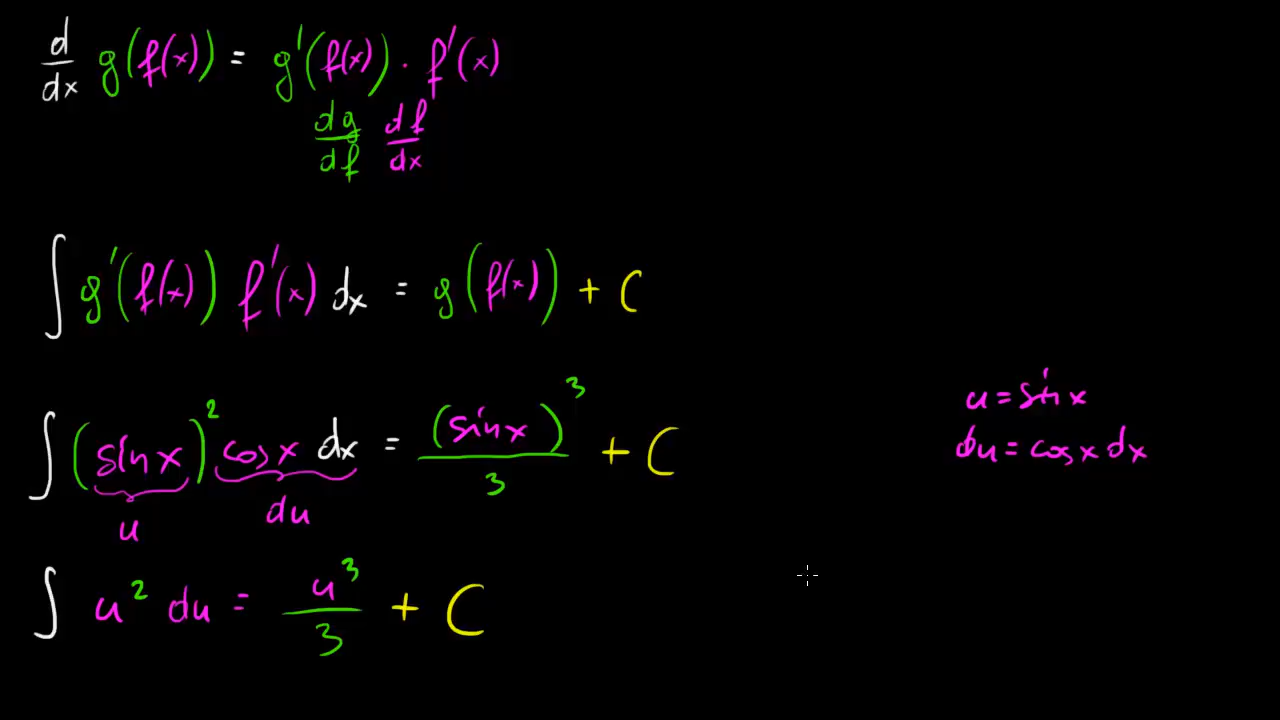 d/dx g(f(x)) = g'(f(x)) · f'(x)
dg/df df/dx
∫ g'(f(x)) f'(x) dx = g(f(x)) + C
∫ (sin x)² cos x dx = (sin x)³/3 + C
u du
∫ u² du = u³/3 + C
u = sin x
du = cos x dx